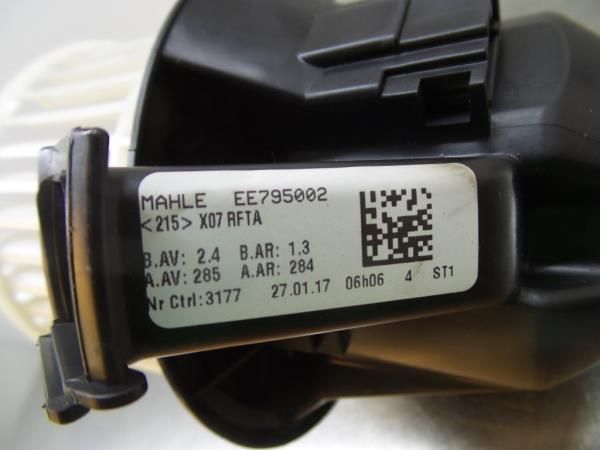 MAHLE EE795002
<215> X07 RFTA
B.AV: 2.4 B.AR: 1.3
A.AV: 285 A.AR: 284
Nr Ctrl:3177 27.01.17 06h06 4 ST1